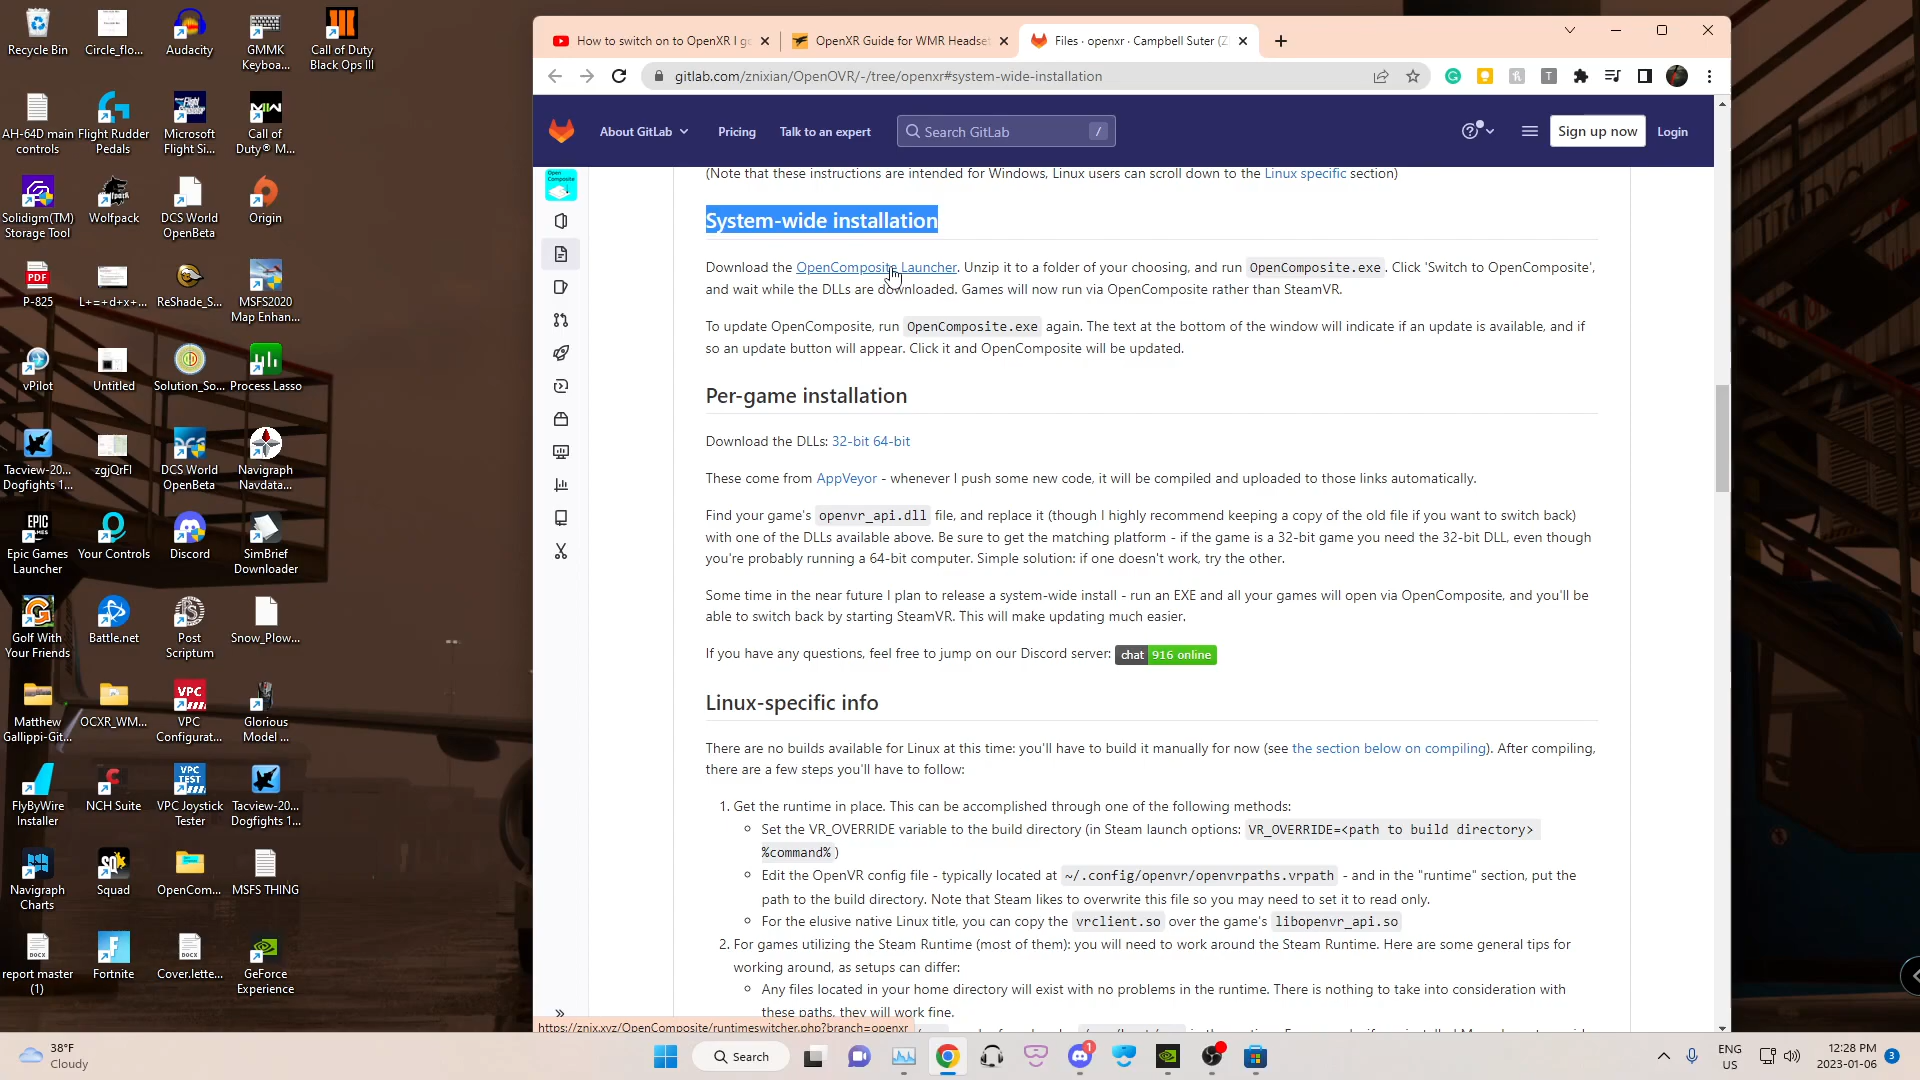 Recycle Bin
Circle_flo...
Audacity
GMMK Keyboa...
Call of Duty Black Ops III
AH-64D main controls
Flight Rudder Pedals
Microsoft Flight Si...
Call of Duty® M...
Solidigm(TM) Storage Tool
Wolfpack
DCS World OpenBeta
Origin
PDF
P-825
L+=+d+x+...
ReShade_S...
MSFS2020 Map Enhan...
vPilot
Untitled
Solution_So...
Process Lasso
Tacview-20... Dogfights 1...
zgjQrFl
DCS World OpenBeta
Navigraph Navdata...
Epic Games Launcher
Your Controls
Discord
SimBrief Downloader
Golf With Your Friends
Battle.net
Post Scriptum
Snow_Plow...
Matthew Gallippi-Git...
OCXR_WM...
VPC Configurat...
Glorious Model ...
FlyByWire Installer
NCH Suite
VPC Joystick Tester
Tacview-20... Dogfights 1...
Navigraph Charts
Squad
OpenCom...
MSFS THING
report master (1)
Fortnite
Cover.lette...
GeForce Experience
How to switch on to OpenXR I go
OpenXR Guide for WMR Headset
Files · openxr · Campbell Suter (Z
gitlab.com/znixian/OpenOVR/-/tree/openxr#system-wide-installation
About GitLab
Pricing
Talk to an expert
Search GitLab
/
Sign up now
Login
Open Composite
(Note that these instructions are intended for Windows, Linux users can scroll down to the Linux specific section)
System-wide installation
Download the OpenComposite Launcher. Unzip it to a folder of your choosing, and run OpenComposite.exe. Click 'Switch to OpenComposite',
and wait while the DLLs are downloaded. Games will now run via OpenComposite rather than SteamVR.
To update OpenComposite, run OpenComposite.exe again. The text at the bottom of the window will indicate if an update is available, and if
so an update button will appear. Click it and OpenComposite will be updated.
Per-game installation
Download the DLLs: 32-bit 64-bit
These come from AppVeyor - whenever I push some new code, it will be compiled and uploaded to those links automatically.
Find your game's openvr_api.dll file, and replace it (though I highly recommend keeping a copy of the old file if you want to switch back)
with one of the DLLs available above. Be sure to get the matching platform - if the game is a 32-bit game you need the 32-bit DLL, even though
you're probably running a 64-bit computer. Simple solution: if one doesn't work, try the other.
Some time in the near future I plan to release a system-wide install - run an EXE and all your games will open via OpenComposite, and you'll be
able to switch back by starting SteamVR. This will make updating much easier.
If you have any questions, feel free to jump on our Discord server: chat 916 online
Linux-specific info
There are no builds available for Linux at this time: you'll have to build it manually for now (see the section below on compiling). After compiling,
there are a few steps you'll have to follow:
1. Get the runtime in place. This can be accomplished through one of the following methods:
Set the VR_OVERRIDE variable to the build directory (in Steam launch options: VR_OVERRIDE=<path to build directory>
%command% )
Edit the OpenVR config file - typically located at ~/.config/openvr/openvrpaths.vrpath - and in the "runtime" section, put the
path to the build directory. Note that Steam likes to overwrite this file so you may need to set it to read only.
For the elusive native Linux title, you can copy the vrclient.so over the game's libopenvr_api.so
2. For games utilizing the Steam Runtime (most of them): you will need to work around the Steam Runtime. Here are some general tips for
working around, as setups can differ:
Any files located in your home directory will exist with no problems in the runtime. There is nothing to take into consideration with
these paths, they will work fine.
https://znix.xyz/OpenComposite/runtimeswitcher.php?branch=openxr
38°F
Cloudy
Search
1
ENG
US
12:28 PM
2023-01-06
3